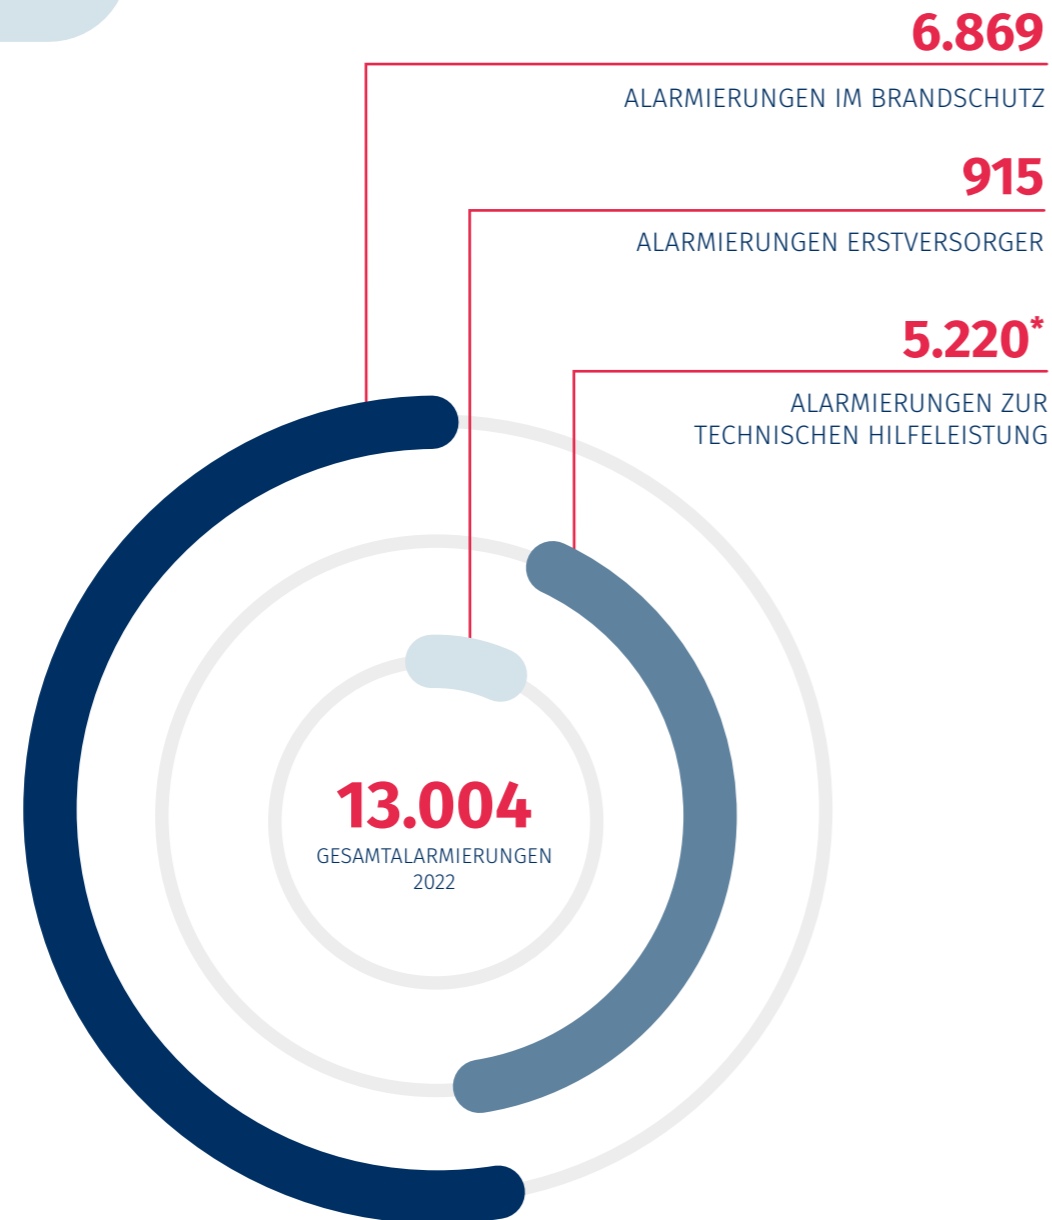 6.869
ALARMIERUNGEN IM BRANDSCHUTZ
915
ALARMIERUNGEN ERSTVERSORGER
5.220*
ALARMIERUNGEN ZUR
TECHNISCHEN HILFELEISTUNG
13.004
GESAMTALARMIERUNGEN
2022